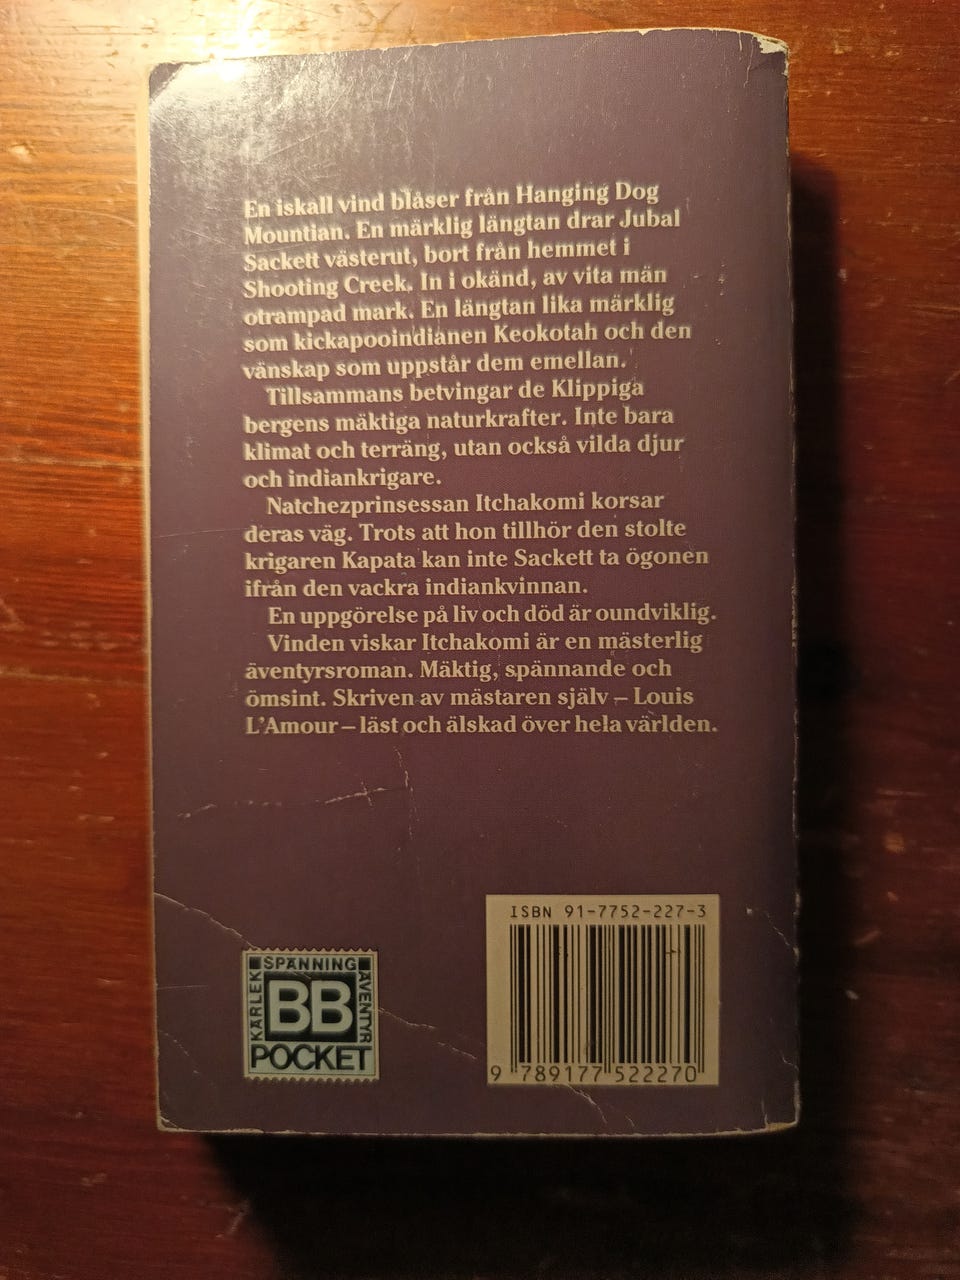 En iskall vind blåser från Hanging Dog
Mountian. En märklig längtan drar Jubal
Sackett västerut, bort från hemmet i
Shooting Creek. In i okänd, av vita män
otrampad mark. En längtan lika märklig
som kickapooindianen Keokotah och den
vänskap som uppstår dem emellan.
Tillsammans betvingar de Klippiga
bergens mäktiga naturkrafter. Inte bara
klimat och terräng, utan också vilda djur
och indiankrigare.
Natchezprinsessan Itchakomi korsar
deras väg. Trots att hon tillhör den stolte
krigaren Kapata kan inte Sackett ta ögonen
ifrån den vackra indiankvinnan.
En uppgörelse på liv och död är oundviklig.
Vinden viskar Itchakomi är en mästerlig
äventyrsroman. Mäktig, spännande och
ömsint. Skriven av mästaren själv – Louis
L'Amour – läst och älskad över hela världen.
ISBN 91-7752-227-3
9 789177 522270
KÄRLEK
SPÄNNING
ÄVENTYR
BB
POCKET